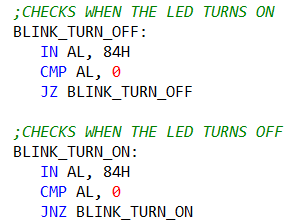 ;CHECKS WHEN THE LED TURNS ON
BLINK_TURN_OFF:
IN AL, 84H
CMP AL, 0
JZ BLINK_TURN_OFF
;CHECKS WHEN THE LED TURNS OFF
BLINK_TURN_ON:
IN AL, 84H
CMP AL, 0
JNZ BLINK_TURN_ON